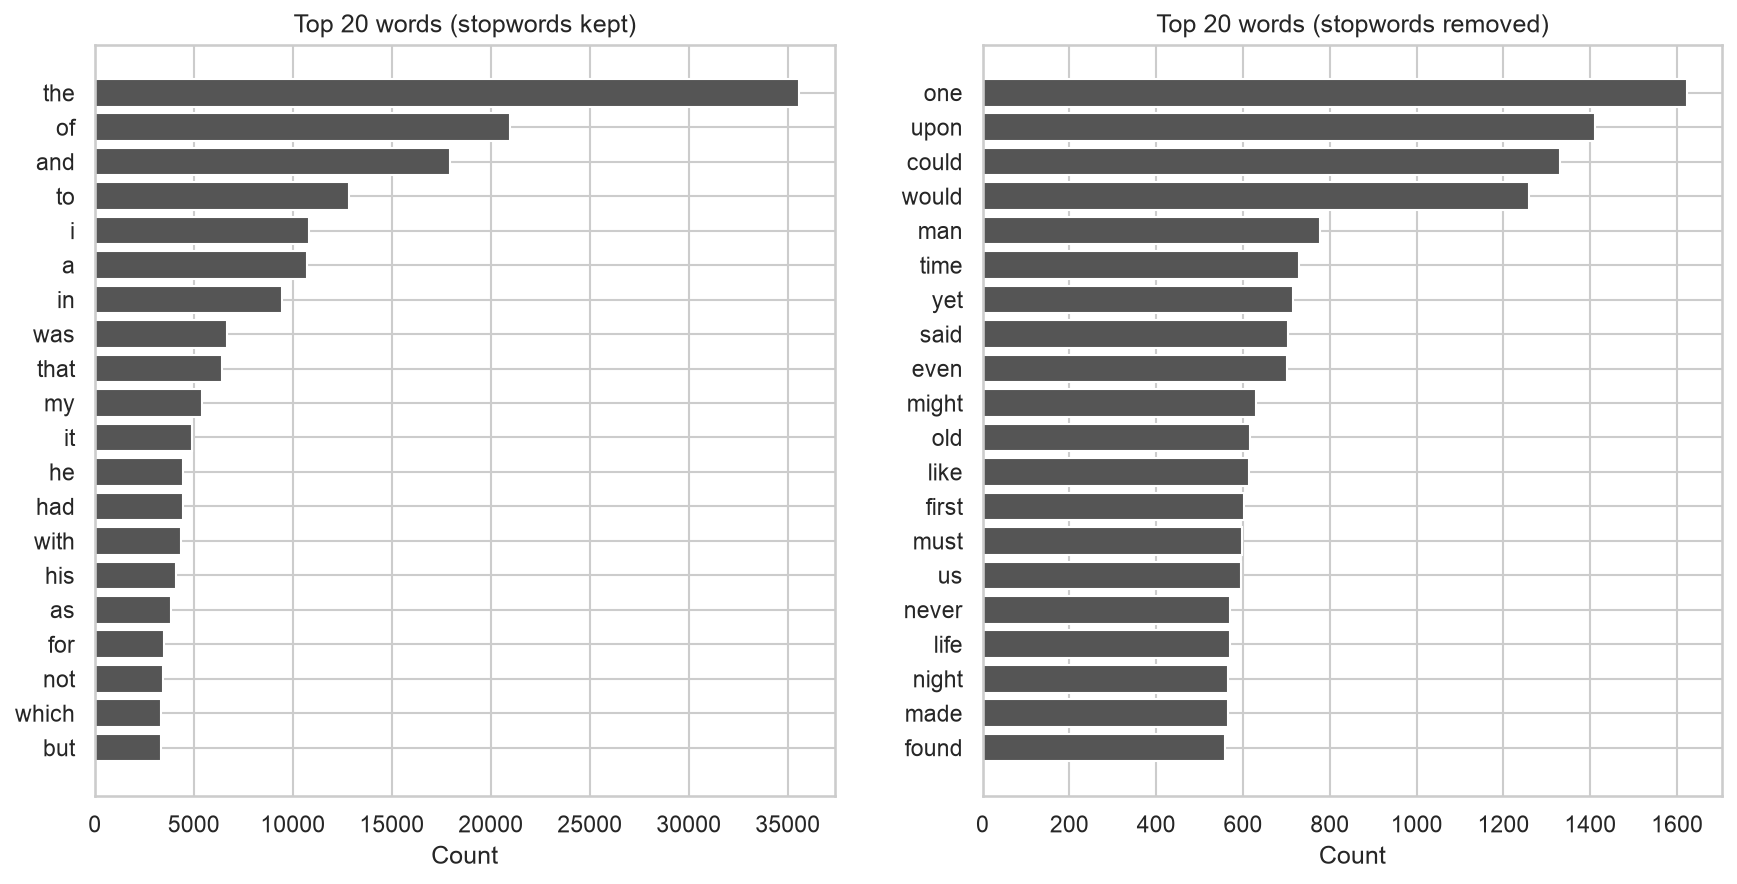 Top 20 words (stopwords kept)
the
of
and
to
i
a
in
was
that
my
it
he
had
with
his
as
for
not
which
but
0 5000 10000 15000 20000 25000 30000 35000
Count
Top 20 words (stopwords removed)
one
upon
could
would
man
time
yet
said
even
might
old
like
first
must
us
never
life
night
made
found
0 200 400 600 800 1000 1200 1400 1600
Count